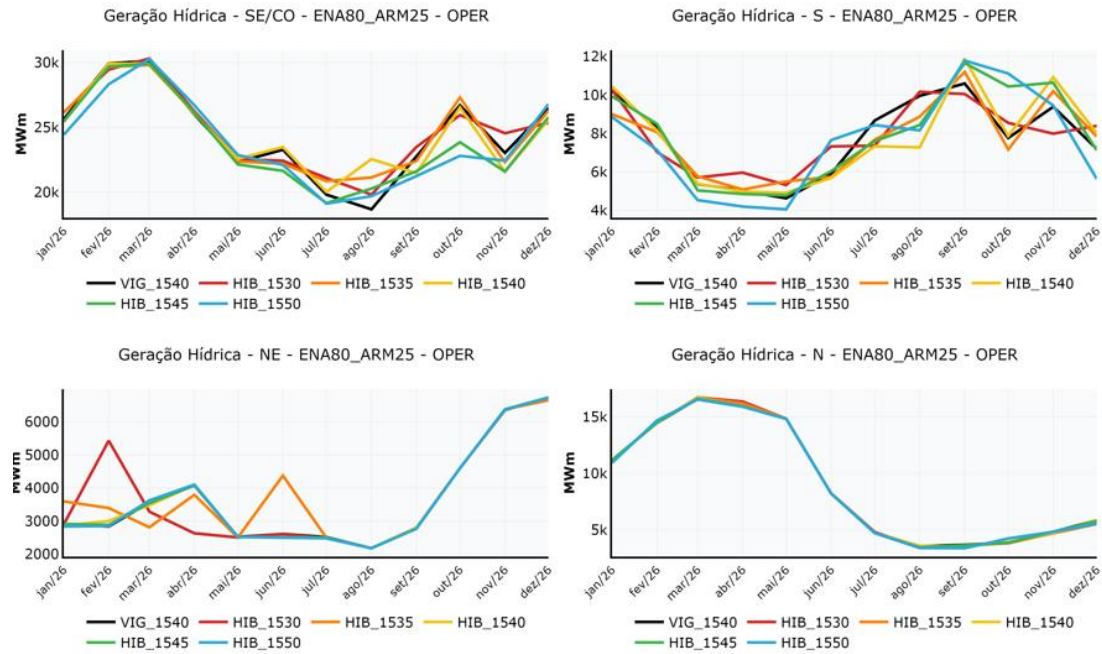 Geração Hídrica - SE/CO - ENA80_ARM25 - OPER
30k
25k
20k
MWm
jan/26 fev/26 mar/26 abr/26 mai/26 jun/26 jul/26 ago/26 set/26 out/26 nov/26 dez/26
VIG_1540 HIB_1530 HIB_1535 HIB_1540
HIB_1545 HIB_1550
Geração Hídrica - S - ENA80_ARM25 - OPER
12k
10k
8k
6k
4k
MWm
jan/26 fev/26 mar/26 abr/26 mai/26 jun/26 jul/26 ago/26 set/26 out/26 nov/26 dez/26
VIG_1540 HIB_1530 HIB_1535 HIB_1540
HIB_1545 HIB_1550
Geração Hídrica - NE - ENA80_ARM25 - OPER
6000
5000
4000
3000
2000
MWm
jan/26 fev/26 mar/26 abr/26 mai/26 jun/26 jul/26 ago/26 set/26 out/26 nov/26 dez/26
VIG_1540 HIB_1530 HIB_1535 HIB_1540
HIB_1545 HIB_1550
Geração Hídrica - N - ENA80_ARM25 - OPER
15k
10k
5k
MWm
jan/26 fev/26 mar/26 abr/26 mai/26 jun/26 jul/26 ago/26 set/26 out/26 nov/26 dez/26
VIG_1540 HIB_1530 HIB_1535 HIB_1540
HIB_1545 HIB_1550